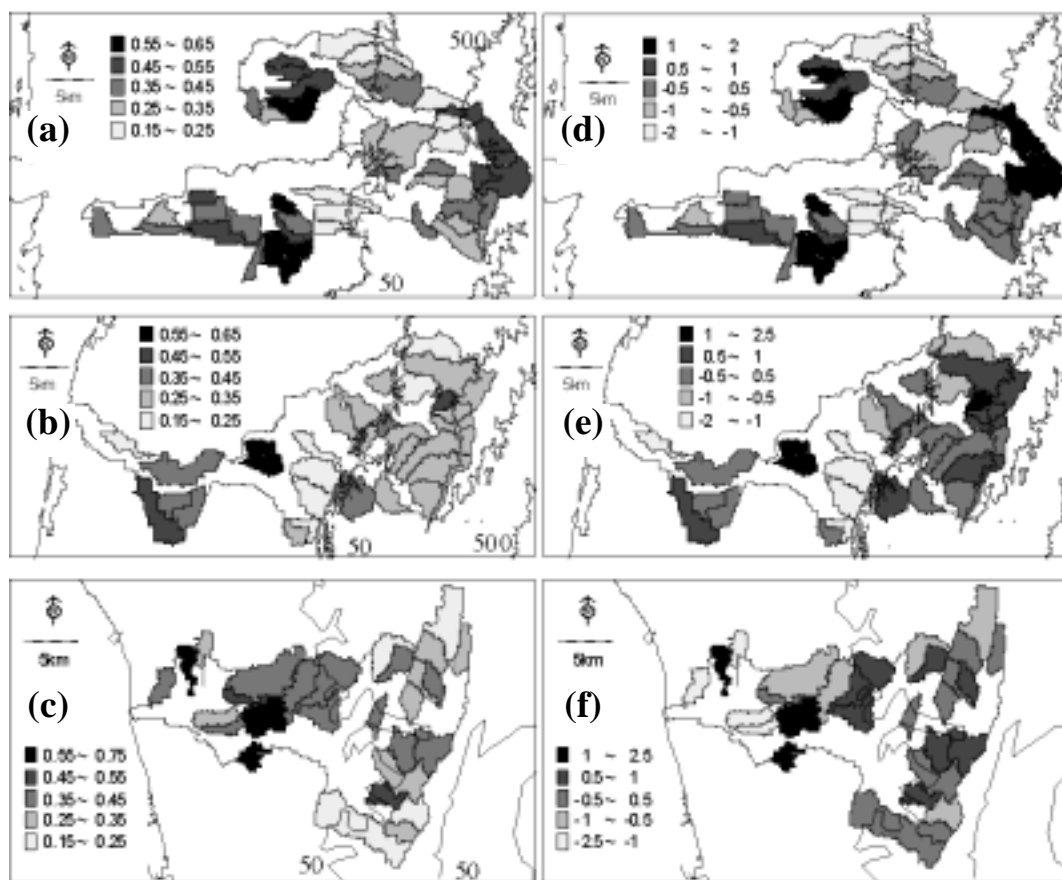 0.55 ~ 0.65
0.45 ~ 0.55
0.35 ~ 0.45
0.25 ~ 0.35
0.15 ~ 0.25
5km
(a)
500
50
1 ~ 2
0.5 ~ 1
-0.5 ~ 0.5
-1 ~ -0.5
-2 ~ -1
5km
(d)
0.55 ~ 0.65
0.45 ~ 0.55
0.35 ~ 0.45
0.25 ~ 0.35
0.15 ~ 0.25
5km
(b)
50
500
1 ~ 2.5
0.5 ~ 1
-0.5 ~ 0.5
-1 ~ -0.5
-2 ~ -1
5km
(e)
5km
(c)
0.55 ~ 0.75
0.45 ~ 0.55
0.35 ~ 0.45
0.25 ~ 0.35
0.15 ~ 0.25
50
50
5km
(f)
1 ~ 2.5
0.5 ~ 1
-0.5 ~ 0.5
-1 ~ -0.5
-2.5 ~ -1